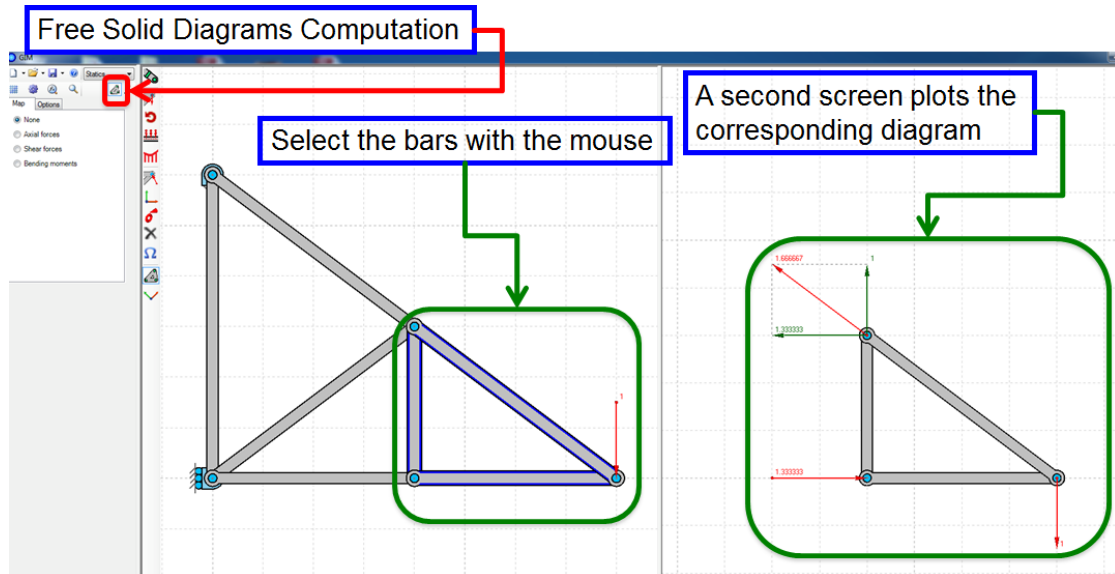 Free Solid Diagrams Computation
GIM
Statics
Map Options
None
Axial forces
Shear forces
Bending moments
Select the bars with the mouse
A second screen plots the
corresponding diagram
1
1.666667
1
1.333333
1.333333
1